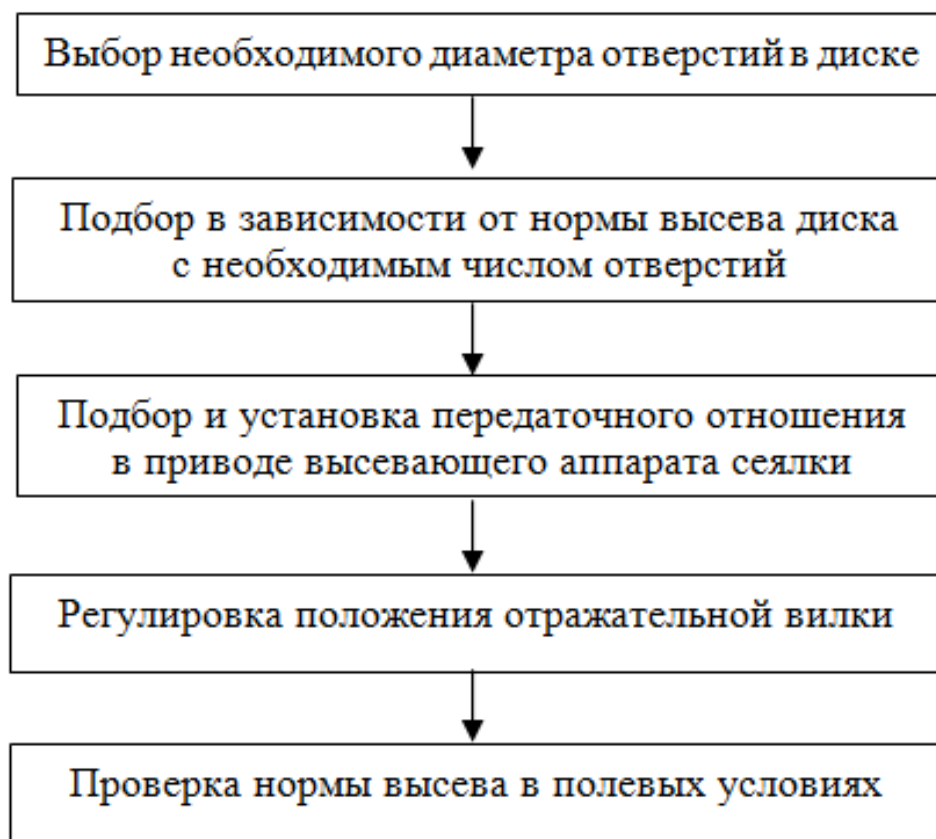 Выбор необходимого диаметра отверстий в диске
Подбор в зависимости от нормы высева диска
с необходимым числом отверстий
Подбор и установка передаточного отношения
в приводе высевающего аппарата сеялки
Регулировка положения отражательной вилки
Проверка нормы высева в полевых условиях